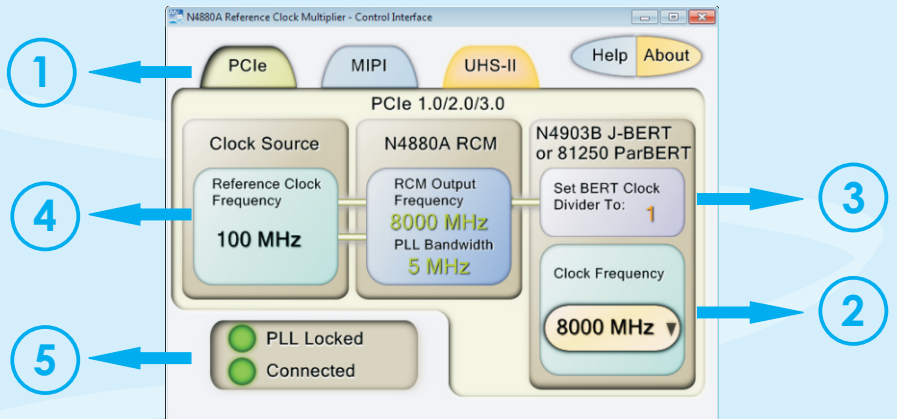 N4880A Reference Clock Multiplier - Control Interface
1
PCIe
MIPI
UHS-II
Help
About
PCIe 1.0/2.0/3.0
Clock Source
N4880A RCM
N4903B J-BERT
or 81250 ParBERT
4
Reference Clock
Frequency
100 MHz
RCM Output
Frequency
8000 MHz
PLL Bandwidth
5 MHz
Set BERT Clock
Divider To:
1
3
Clock Frequency
8000 MHz
2
5
PLL Locked
Connected